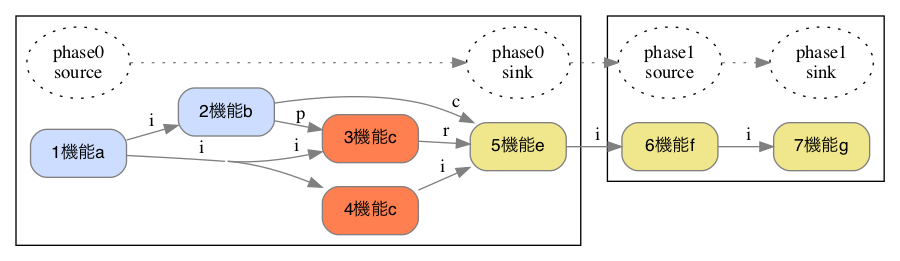 phase0
source
phase0
sink
phase1
source
phase1
sink
1機能a
i
2機能b
i
p
c
3機能c
i
r
4機能c
i
5機能e
i
6機能f
i
7機能g